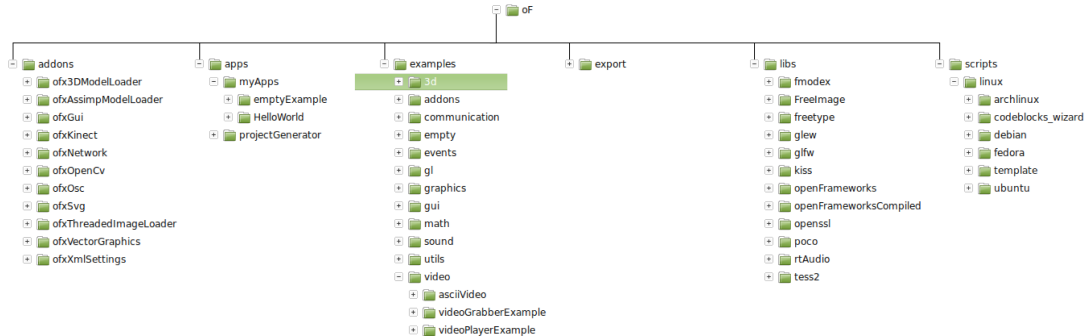 oF
addons
ofx3DModelLoader
ofxAssimpModelLoader
ofxGui
ofxKinect
ofxNetwork
ofxOpenCv
ofxOsc
ofxSvg
ofxThreadedImageLoader
ofxVectorGraphics
ofxXmlSettings
apps
myApps
emptyExample
HelloWorld
projectGenerator
examples
3d
addons
communication
empty
events
gl
graphics
gui
math
sound
utils
video
asciiVideo
videoGrabberExample
videoPlayerExample
export
libs
fmodex
FreeImage
freetype
glew
glfw
kiss
openFrameworks
openFrameworksCompiled
openssl
poco
rtAudio
tess2
scripts
linux
archlinux
codeblocks_wizard
debian
fedora
template
ubuntu